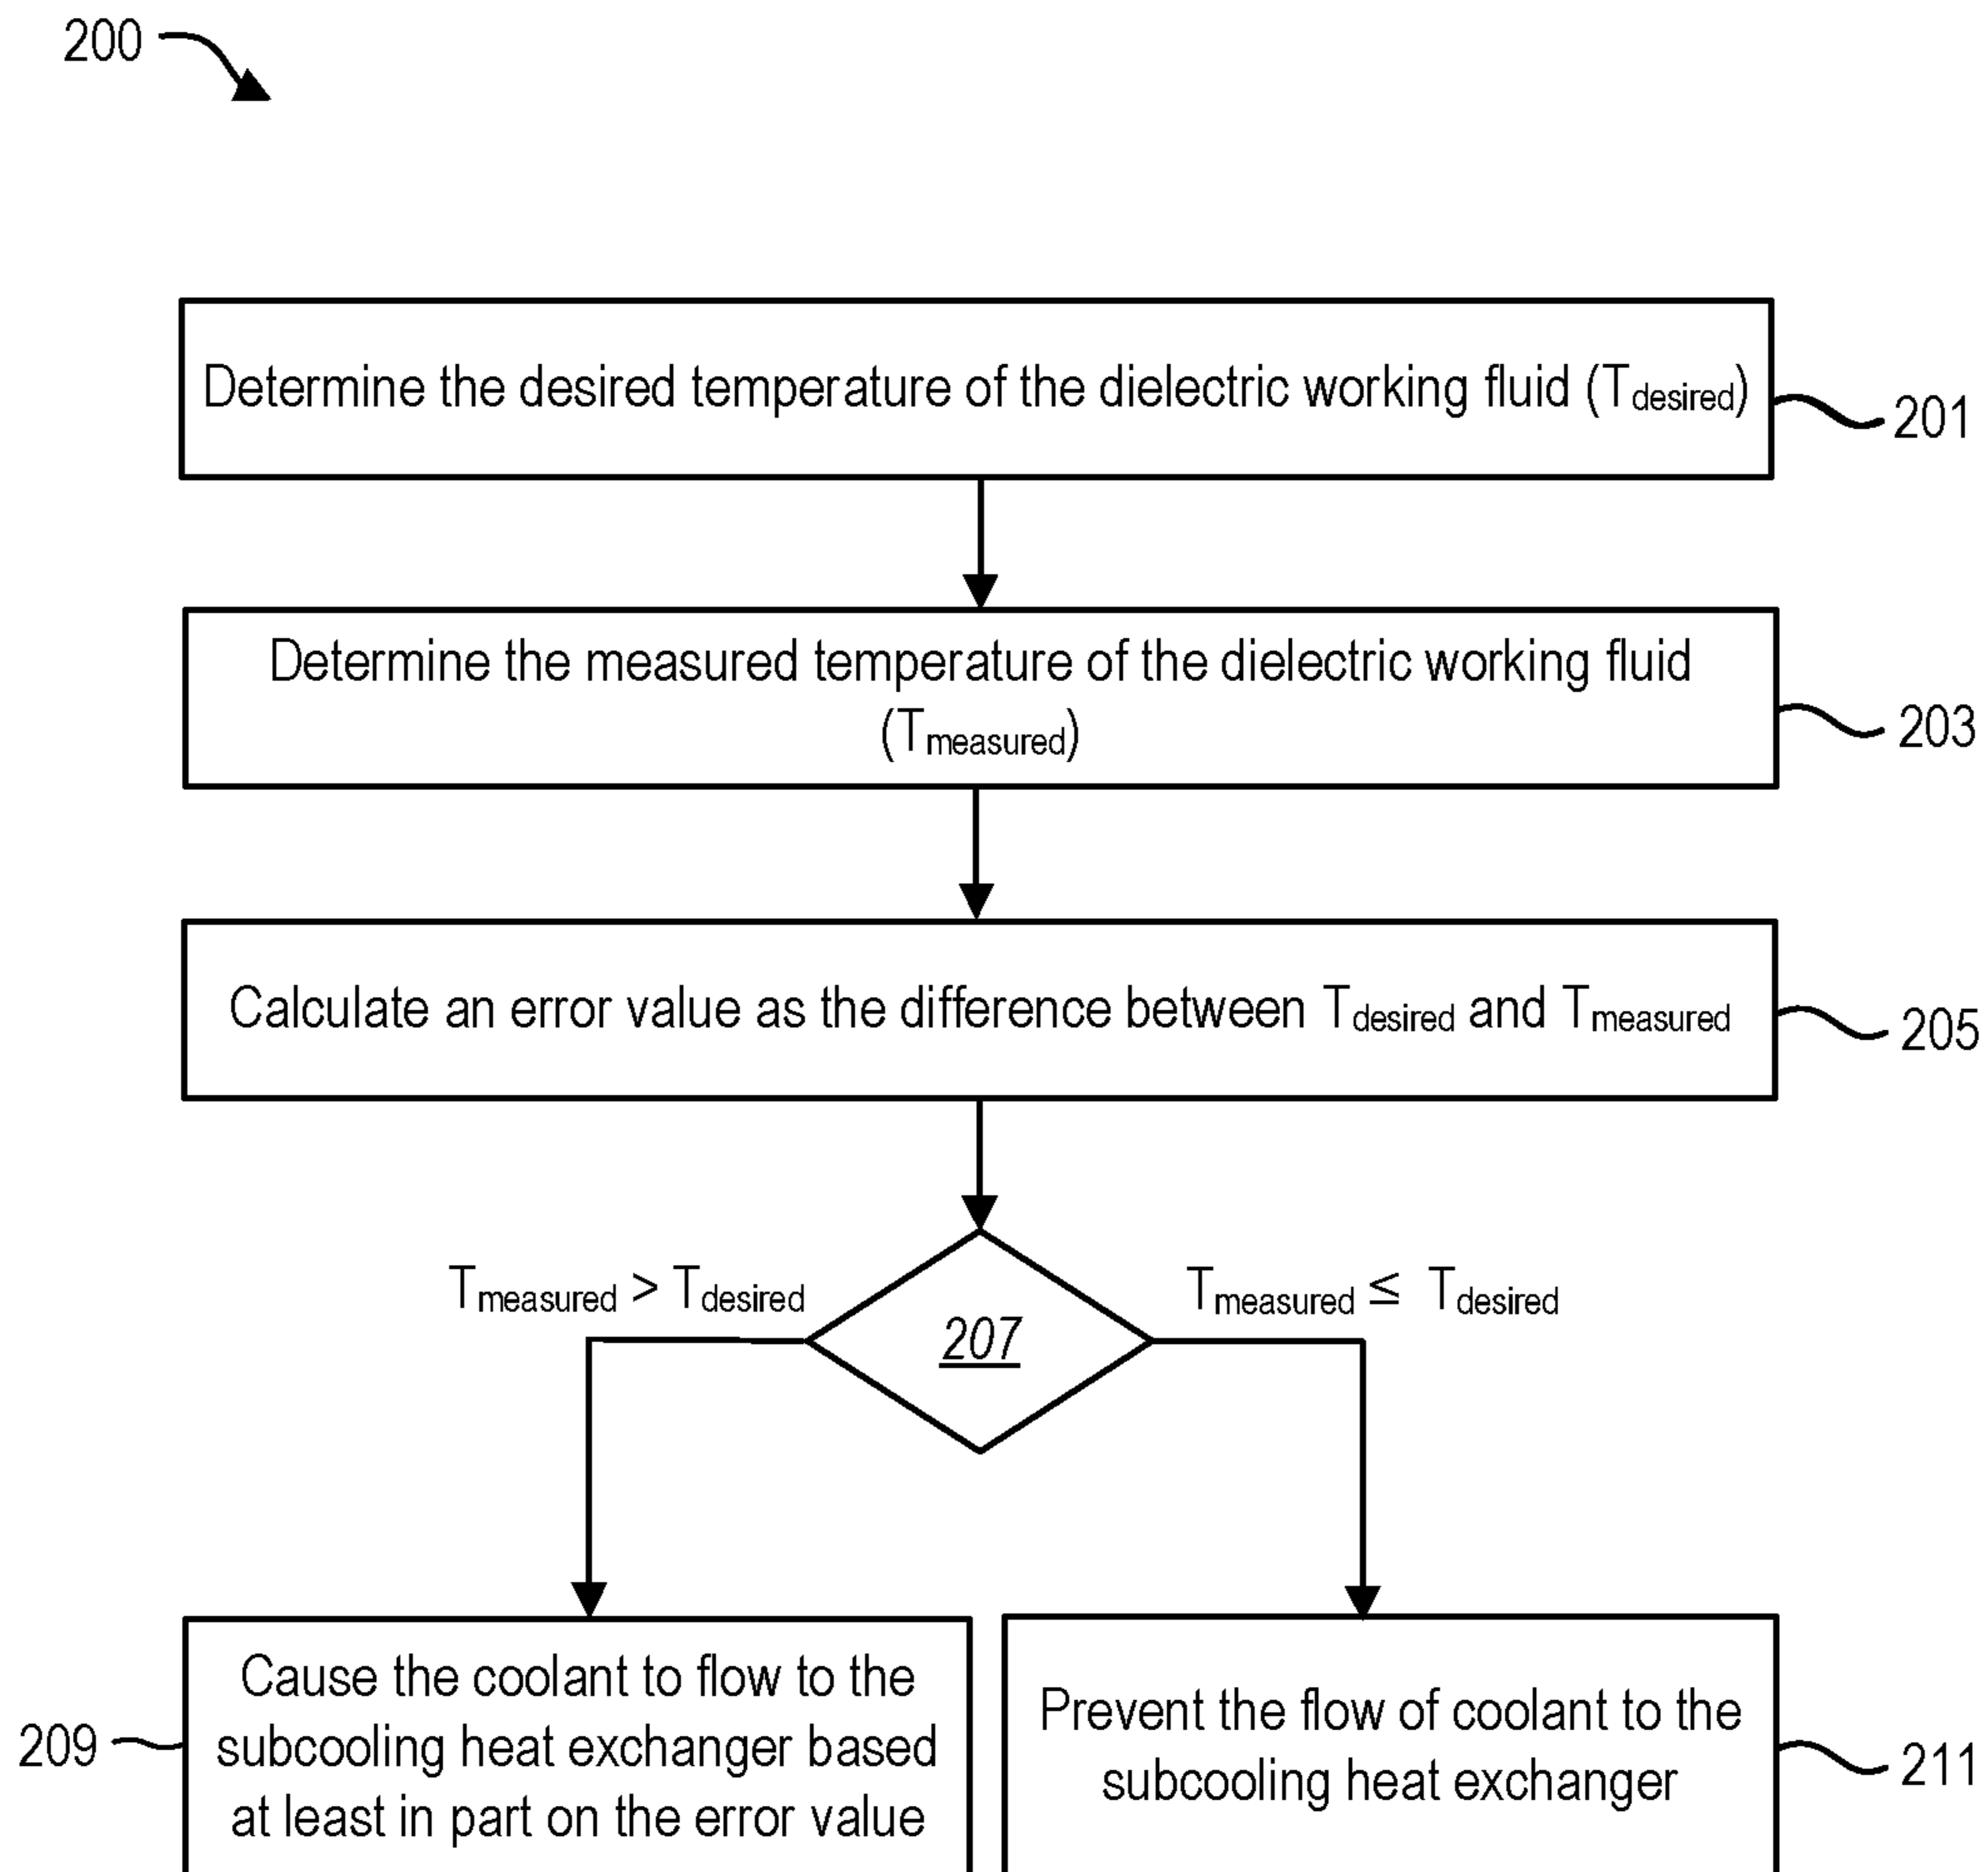 200
Determine the desired temperature of the dielectric working fluid (Tdesired)
201
Determine the measured temperature of the dielectric working fluid
(Tmeasured)
203
Calculate an error value as the difference between Tdesired and Tmeasured
205
Tmeasured > Tdesired
Tmeasured ≤ Tdesired
207
Cause the coolant to flow to the
subcooling heat exchanger based
at least in part on the error value
209
Prevent the flow of coolant to the
subcooling heat exchanger
211